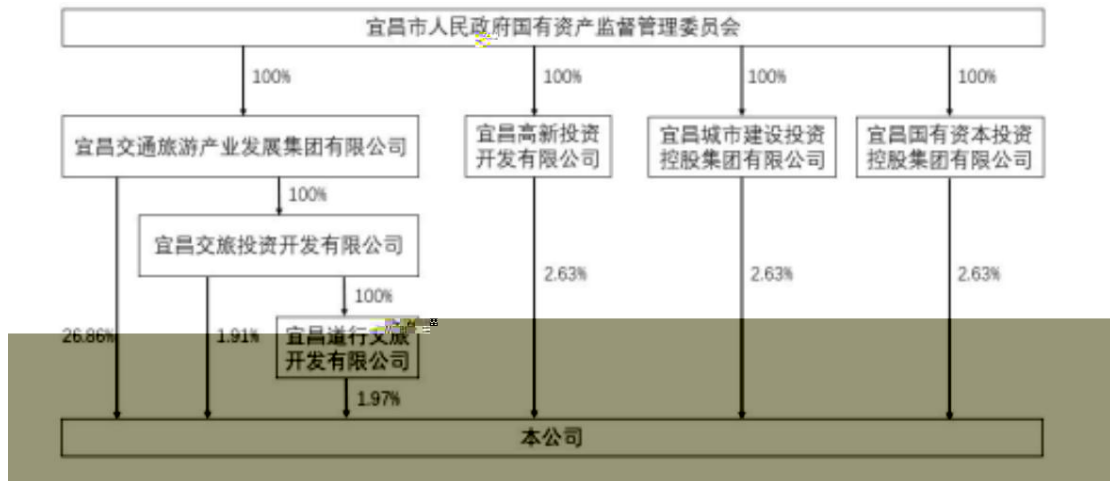 宜昌市人民政府国有资产监督管理委员会
100%
100%
100%
100%
宜昌交通旅游产业发展集团有限公司
宜昌高新投资
开发有限公司
宜昌城市建设投资
控股集团有限公司
宜昌国有资本投资
控股集团有限公司
100%
宜昌交旅投资开发有限公司
2.63%
2.63%
2.63%
100%
26.86%
1.91%
宜昌道行文旅
开发有限公司
1.97%
本公司